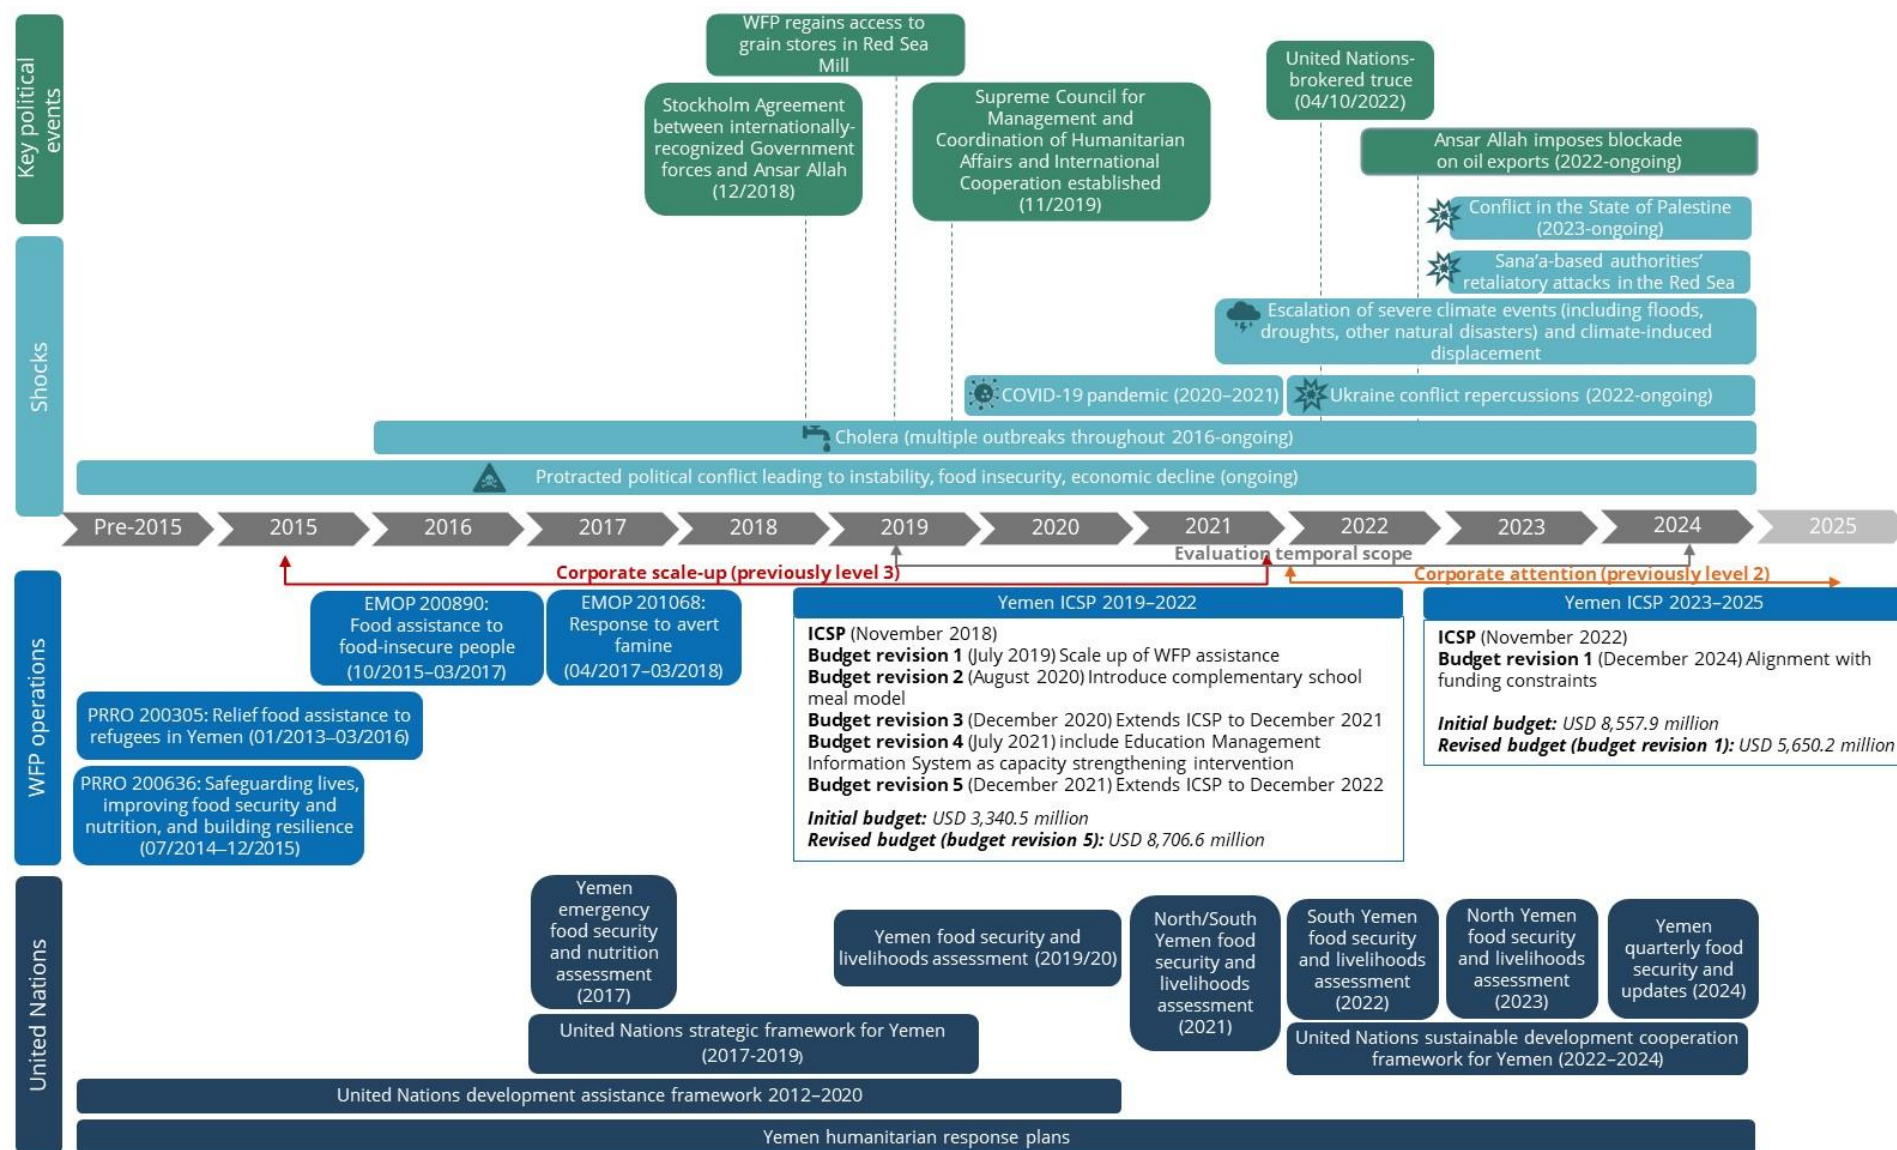 Key political
events
WFP regains access to
grain stores in Red Sea
Mill
Stockholm Agreement
between internationally-
recognized Government
forces and Ansar Allah
(12/2018)
Supreme Council for
Management and
Coordination of Humanitarian
Affairs and International
Cooperation established
(11/2019)
United Nations-
brokered truce
(04/10/2022)
Ansar Allah imposes blockade
on oil exports (2022-ongoing)
Shocks
Conflict in the State of Palestine
(2023-ongoing)
Sana’a-based authorities’
retaliatory attacks in the Red Sea
Escalation of severe climate events (including floods,
droughts, other natural disasters) and climate-induced
displacement
COVID-19 pandemic (2020–2021)
Ukraine conflict repercussions (2022-ongoing)
Cholera (multiple outbreaks throughout 2016-ongoing)
Protracted political conflict leading to instability, food insecurity, economic decline (ongoing)
Pre-2015 2015 2016 2017 2018 2019 2020 2021 2022 2023 2024 2025
Evaluation temporal scope
Corporate scale-up (previously level 3)
Corporate attention (previously level 2)
WFP operations
EMOP 200890:
Food assistance to
food-insecure people
(10/2015–03/2017)
EMOP 201068:
Response to avert
famine
(04/2017–03/2018)
PRRO 200305: Relief food assistance to
refugees in Yemen (01/2013–03/2016)
PRRO 200636: Safeguarding lives,
improving food security and
nutrition, and building resilience
(07/2014–12/2015)
Yemen ICSP 2019–2022
ICSP (November 2018)
Budget revision 1 (July 2019) Scale up of WFP assistance
Budget revision 2 (August 2020) Introduce complementary school
meal model
Budget revision 3 (December 2020) Extends ICSP to December 2021
Budget revision 4 (July 2021) include Education Management
Information System as capacity strengthening intervention
Budget revision 5 (December 2021) Extends ICSP to December 2022
Initial budget: USD 3,340.5 million
Revised budget (budget revision 5): USD 8,706.6 million
Yemen ICSP 2023–2025
ICSP (November 2022)
Budget revision 1 (December 2024) Alignment with
funding constraints
Initial budget: USD 8,557.9 million
Revised budget (budget revision 1): USD 5,650.2 million
United Nations
Yemen
emergency
food security
and nutrition
assessment
(2017)
Yemen food security and
livelihoods assessment (2019/20)
North/South
Yemen food
security and
livelihoods
assessment
(2021)
South Yemen
food security
and livelihoods
assessment
(2022)
North Yemen
food security
and livelihoods
assessment
(2023)
Yemen
quarterly food
security and
updates (2024)
United Nations strategic framework for Yemen
(2017-2019)
United Nations sustainable development cooperation
framework for Yemen (2022–2024)
United Nations development assistance framework 2012–2020
Yemen humanitarian response plans